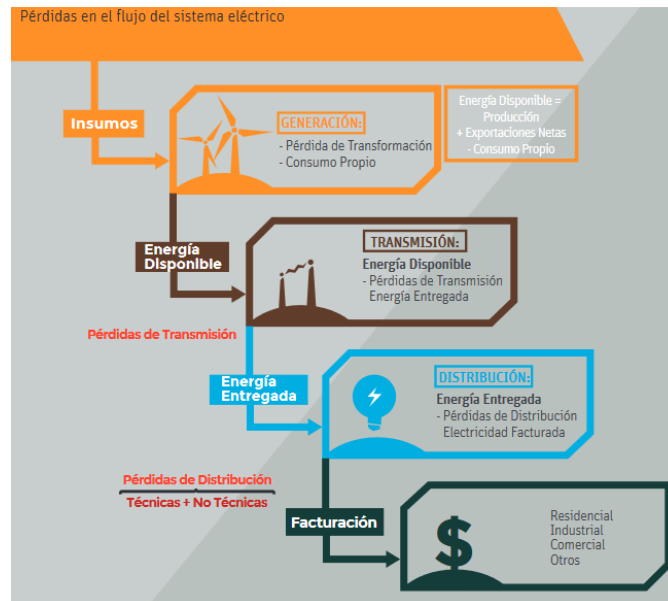 Pérdidas en el flujo del sistema eléctrico
Insumos
GENERACIÓN:
- Pérdida de Transformación
- Consumo Propio
Energía Disponible =
Producción
+ Exportaciones Netas
- Consumo Propio
Energía
Disponible
TRANSMISIÓN:
Energía Disponible
- Pérdidas de Transmisión
Energía Entregada
Pérdidas de Transmisión
Energía
Entregada
DISTRIBUCIÓN:
Energía Entregada
- Pérdidas de Distribución
Electricidad Facturada
Pérdidas de Distribución
Técnicas + No Técnicas
Facturación
$
Residencial
Industrial
Comercial
Otros